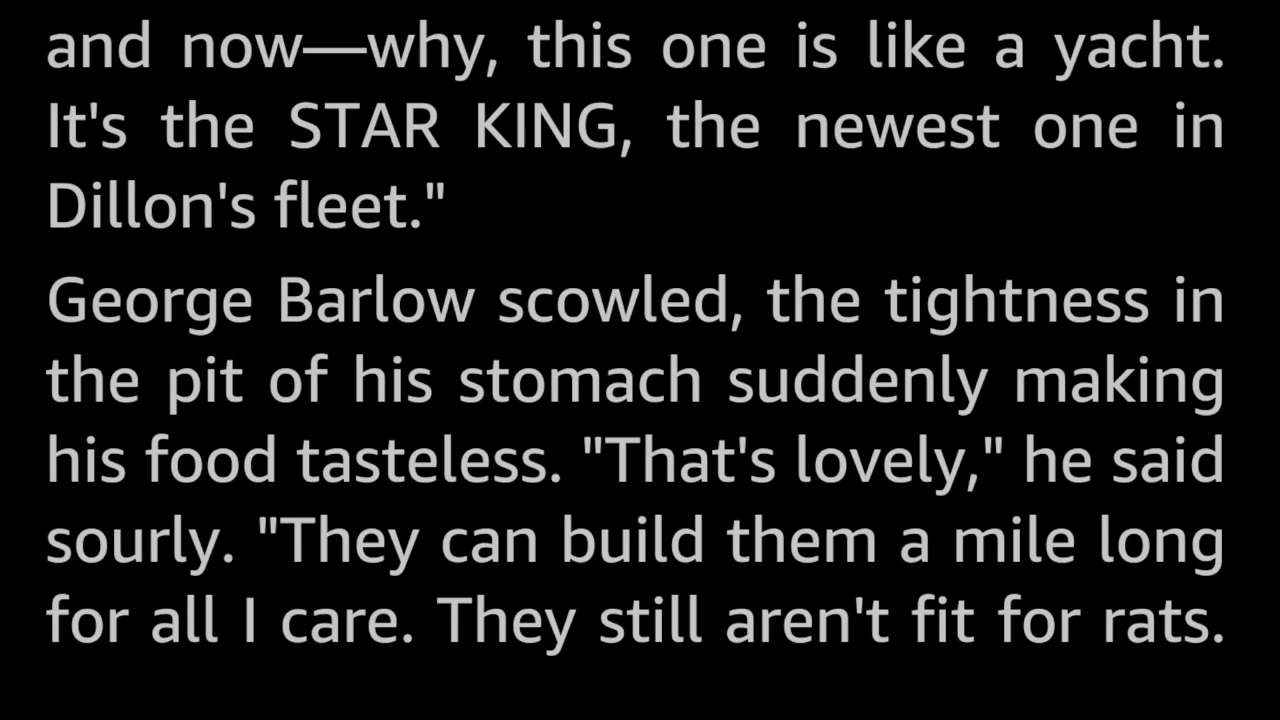 and now—why, this one is like a yacht.
It's the STAR KING, the newest one in
Dillon's fleet."
George Barlow scowled, the tightness in
the pit of his stomach suddenly making
his food tasteless. "That's lovely," he said
sourly. "They can build them a mile long
for all I care. They still aren't fit for rats.